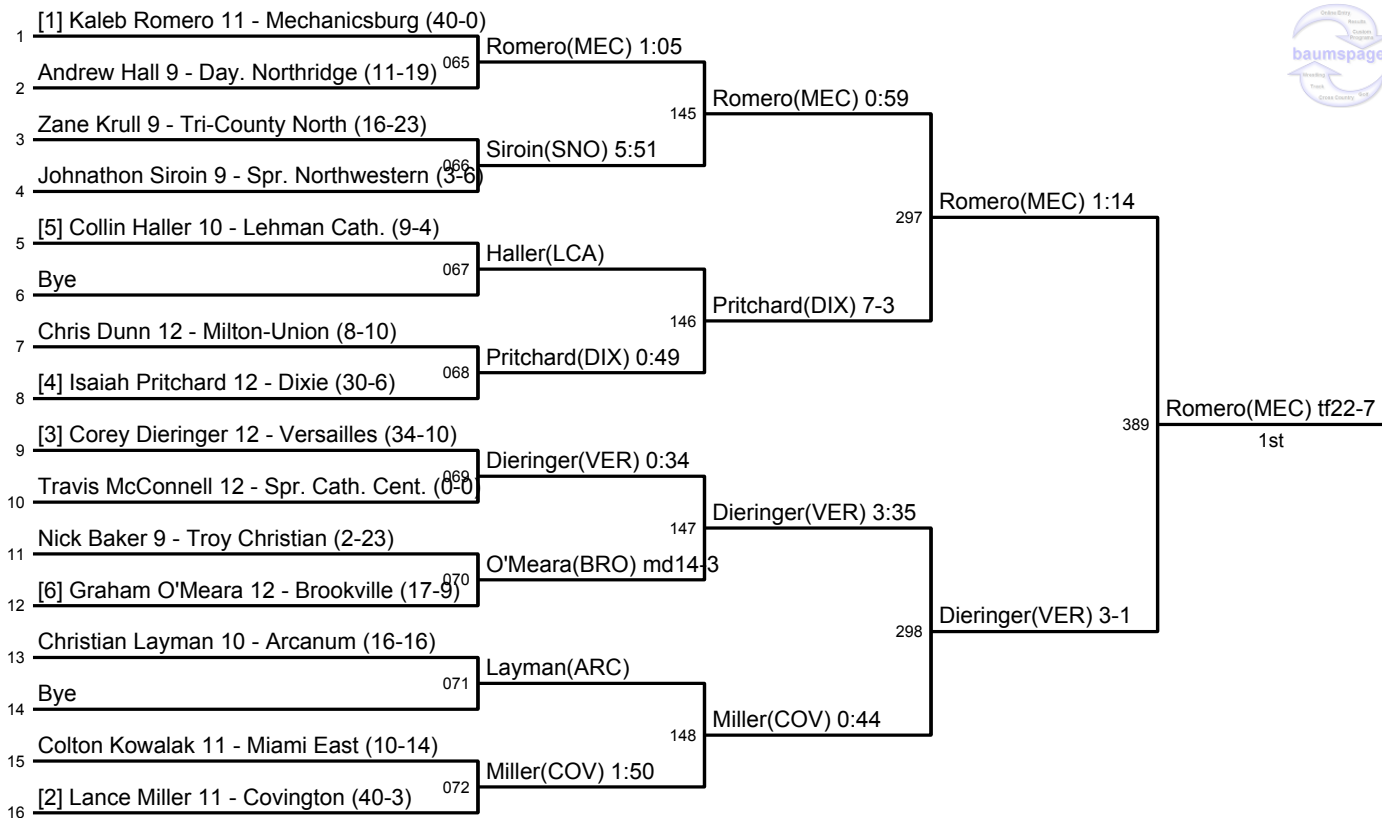 [1] Kaleb Romero 11 - Mechanicsburg (40-0)
1
065
Romero(MEC) 1:05
Andrew Hall 9 - Day. Northridge (11-19)
2
145
Romero(MEC) 0:59
Zane Krull 9 - Tri-County North (16-23)
3
066
Siroin(SNO) 5:51
Johnathon Siroin 9 - Spr. Northwestern (3-6)
4
297
Romero(MEC) 1:14
[5] Collin Haller 10 - Lehman Cath. (9-4)
5
067
Haller(LCA)
Bye
6
146
Pritchard(DIX) 7-3
Chris Dunn 12 - Milton-Union (8-10)
7
068
Pritchard(DIX) 0:49
[4] Isaiah Pritchard 12 - Dixie (30-6)
8
389
Romero(MEC) tf22-7
1st
[3] Corey Dieringer 12 - Versailles (34-10)
9
069
Dieringer(VER) 0:34
Travis McConnell 12 - Spr. Cath. Cent. (0-0)
10
147
Dieringer(VER) 3:35
Nick Baker 9 - Troy Christian (2-23)
11
070
O'Meara(BRO) md14-3
[6] Graham O'Meara 12 - Brookville (17-9)
12
298
Dieringer(VER) 3-1
Christian Layman 10 - Arcanum (16-16)
13
071
Layman(ARC)
Bye
14
148
Miller(COV) 0:44
Colton Kowalak 11 - Miami East (10-14)
15
072
Miller(COV) 1:50
[2] Lance Miller 11 - Covington (40-3)
16
Online Entry
Results
Custom
Programs
baumspage
Wrestling
Track
Cross Country
Golf